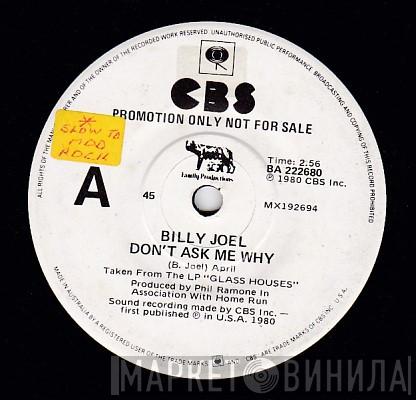 ALL RIGHTS OF THE MANUFACTURER AND OF THE OWNER OF THE RECORDED WORK RESERVED. UNAUTHORISED PUBLIC PERFORMANCE, BROADCASTING AND COPYING OF THIS RECORD PROHIBITED
CBS
PROMOTION ONLY NOT FOR SALE
*
SLOW TO
MOD
ROCK
A
Family Productions
45
Time: 2:56
BA 222680
℗ 1980 CBS Inc.
MX192694
BILLY JOEL
DON'T ASK ME WHY
(B. Joel) April
Taken From The LP "GLASS HOUSES"
Produced by Phil Ramone In
Association With Home Run
Sound recording made by CBS Inc. —
first published ℗ in U.S.A. 1980
MADE IN AUSTRALIA BY A REGISTERED USER OF THE TRADE MARKS AND CBS: ARE TRADE MARKS OF CBS INC. U.S.A.
МАРКЕТ ВИНИЛА!